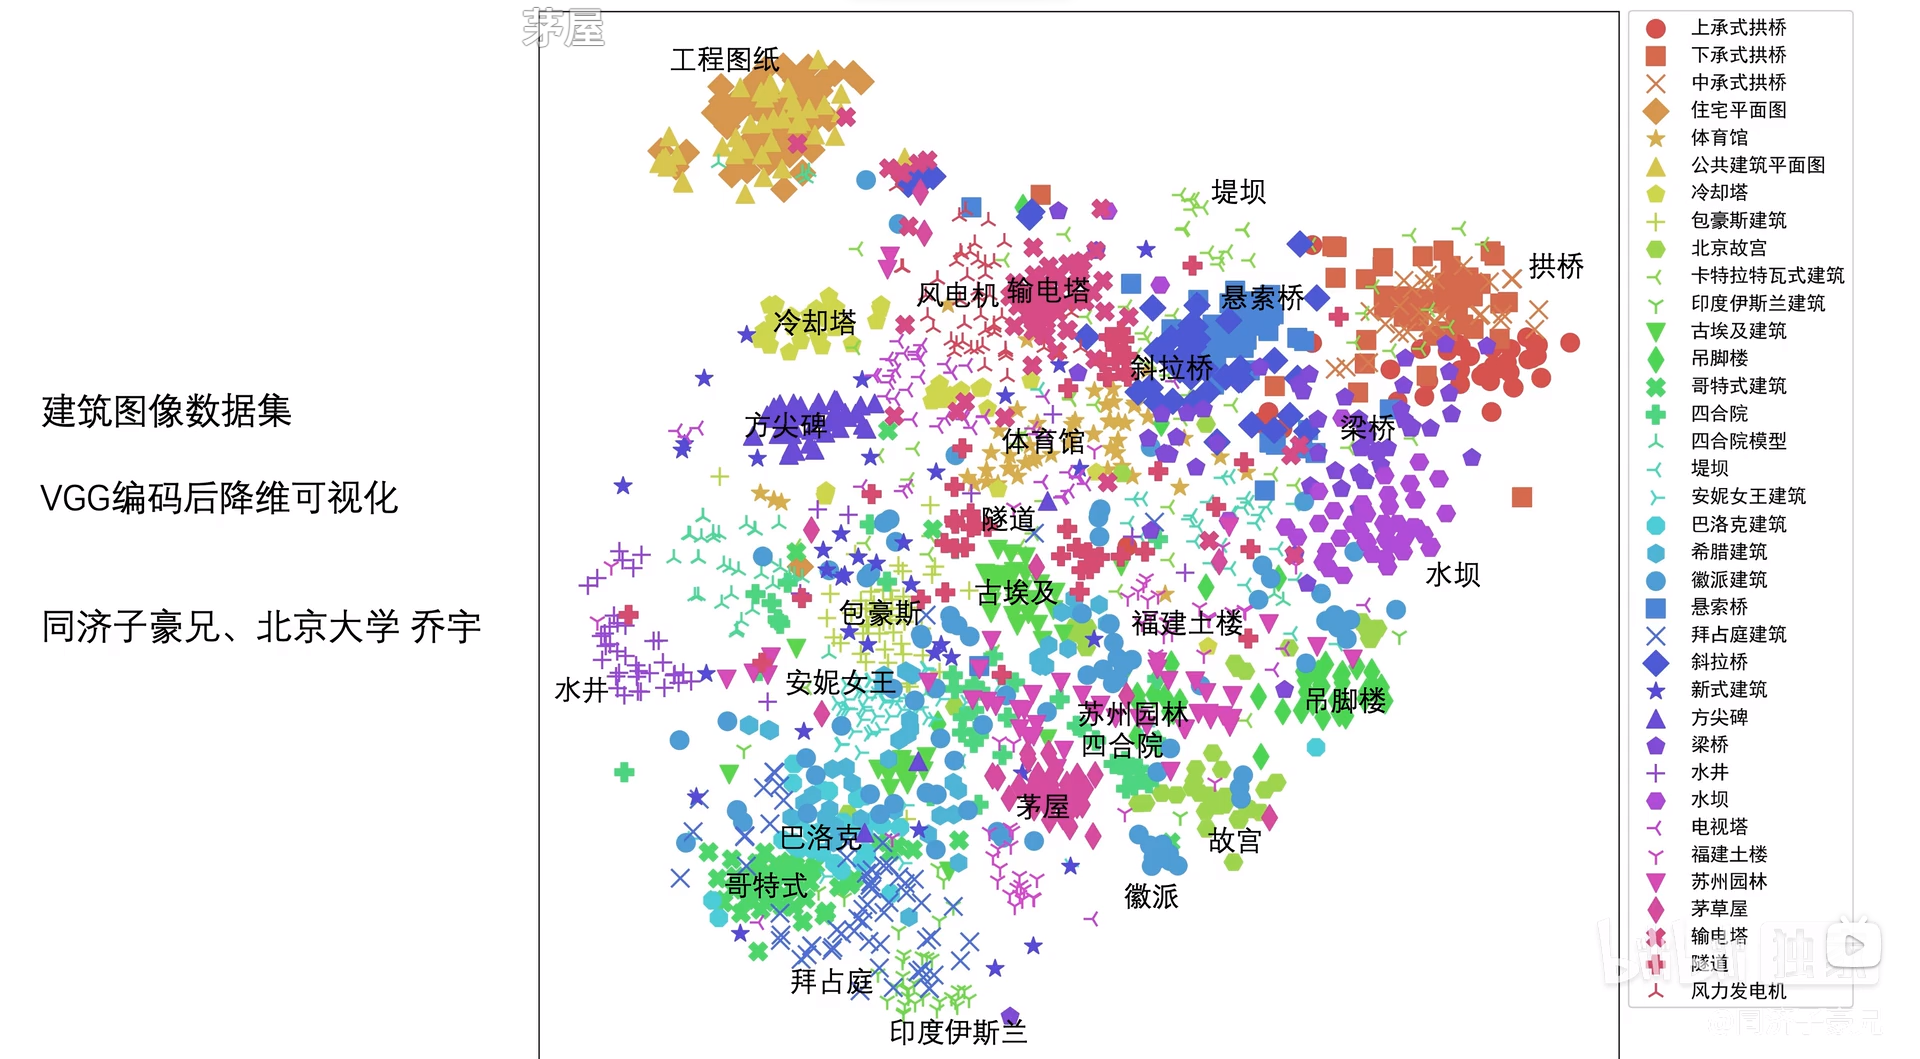 茅屋
工程图纸
堤坝
拱桥
风电机
输电塔
悬索桥
冷却塔
斜拉桥
方尖碑
体育馆
梁桥
隧道
水坝
古埃及
包豪斯
福建土楼
水井
安妮女王
吊脚楼
苏州园林
四合院
茅屋
巴洛克
故宫
哥特式
徽派
拜占庭
印度伊斯兰
建筑图像数据集
VGG编码后降维可视化
同济子豪兄、北京大学 乔宇
上承式拱桥
下承式拱桥
中承式拱桥
住宅平面图
体育馆
公共建筑平面图
冷却塔
包豪斯建筑
北京故宫
卡特拉特瓦式建筑
印度伊斯兰建筑
古埃及建筑
吊脚楼
哥特式建筑
四合院
四合院模型
堤坝
安妮女王建筑
巴洛克建筑
希腊建筑
徽派建筑
悬索桥
拜占庭建筑
斜拉桥
新式建筑
方尖碑
梁桥
水井
水坝
电视塔
福建土楼
苏州园林
茅草屋
输电塔
隧道
风力发电机
bilibili 独家
@同济子豪兄